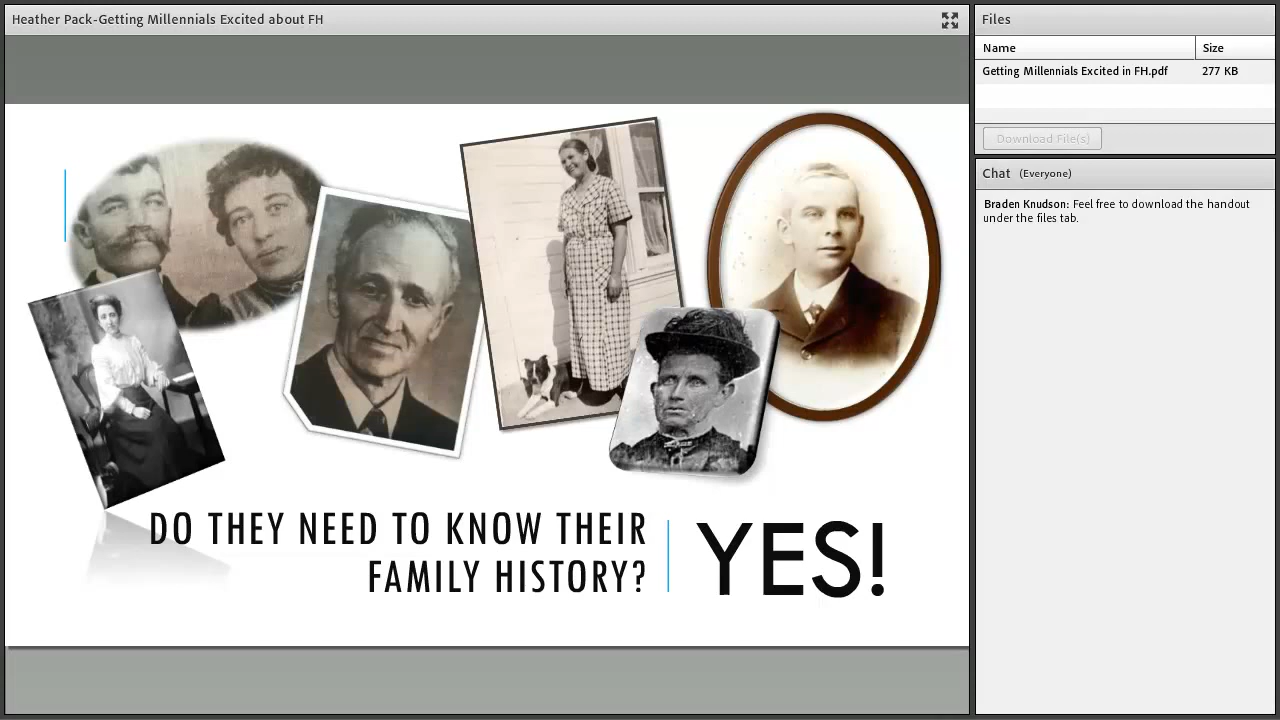 Heather Pack-Getting Millennials Excited about FH
DO THEY NEED TO KNOW THEIR
FAMILY HISTORY?
YES!
Files
Name Size
Getting Millennials Excited in FH.pdf 277 KB
Download File(s)
Chat (Everyone)
Braden Knudson: Feel free to download the handout
under the files tab.